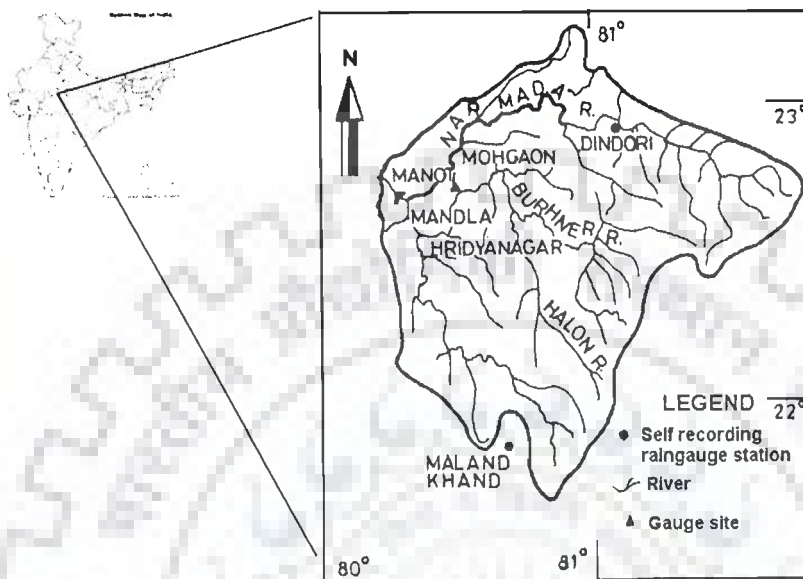 81°
N
23°
NARMADA R.
DINDORI
MOHGAON
MANOT
BURHNER R.
MANDLA
HRIDYANAGAR
HALON R.
LEGEND
22°
Self recording
raingauge station
MALAND
KHAND
River
Gauge site
80°
81°